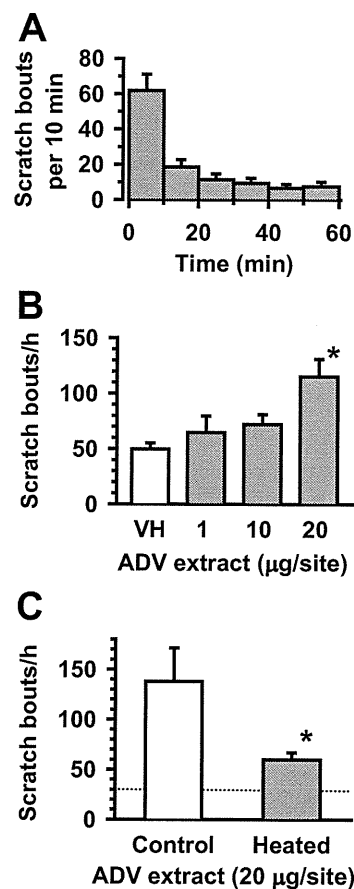 A
Scratch bouts
per 10 min
80
60
40
20
0
0 20 40 60
Time (min)
B
Scratch bouts/h
150
100
50
0
*
VH 1 10 20
ADV extract (μg/site)
C
Scratch bouts/h
150
100
50
0
*
Control Heated
ADV extract (20 μg/site)